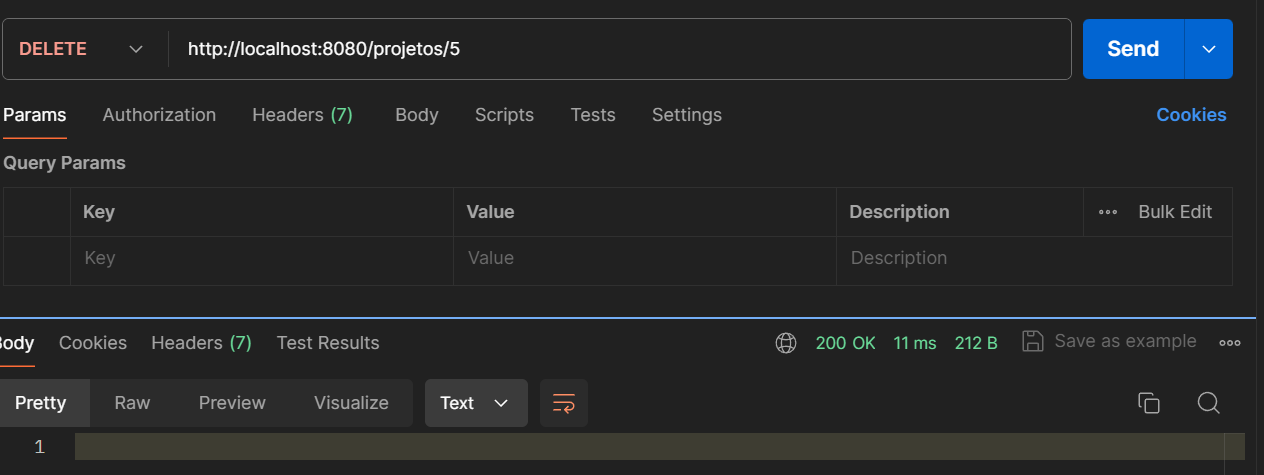 DELETE http://localhost:8080/projetos/5 Send
Params Authorization Headers (7) Body Scripts Tests Settings Cookies
Query Params
Key Value Description ••• Bulk Edit
Key Value Description
Body Cookies Headers (7) Test Results 200 OK 11 ms 212 B Save as example •••
Pretty Raw Preview Visualize Text
1